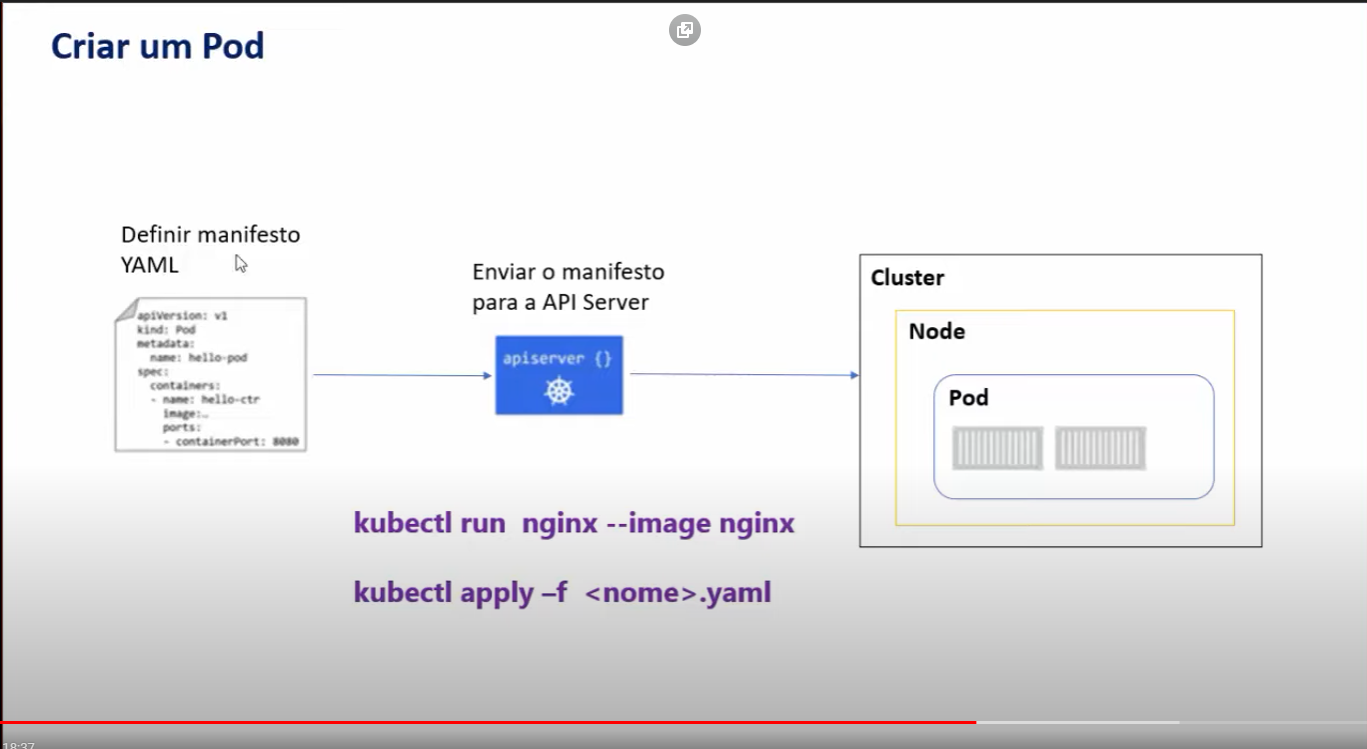 Criar um Pod
Definir manifesto
YAML
apiVersion: v1
kind: Pod
metadata:
name: hello-pod
spec:
containers:
- name: hello-ctr
image:…
ports:
- containerPort: 8080
Enviar o manifesto
para a API Server
apiserver {}
Cluster
Node
Pod
kubectl run nginx --image nginx
kubectl apply –f <nome>.yaml
18:37